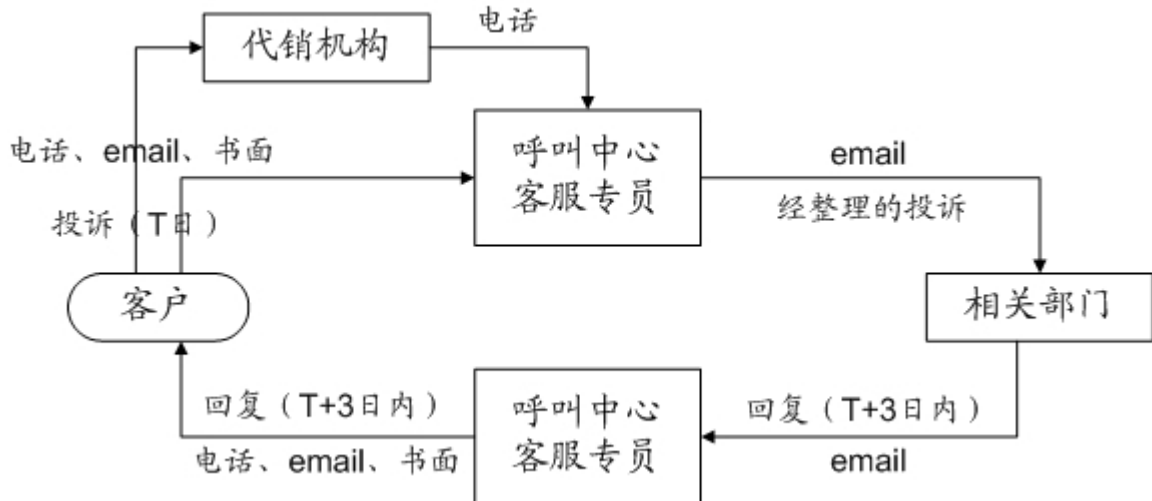 代销机构
电话
电话、email、书面
呼叫中心
客服专员
email
经整理的投诉
投诉（T日）
客户
相关部门
回复（T+3日内）
呼叫中心
客服专员
回复（T+3日内）
电话、email、书面
email